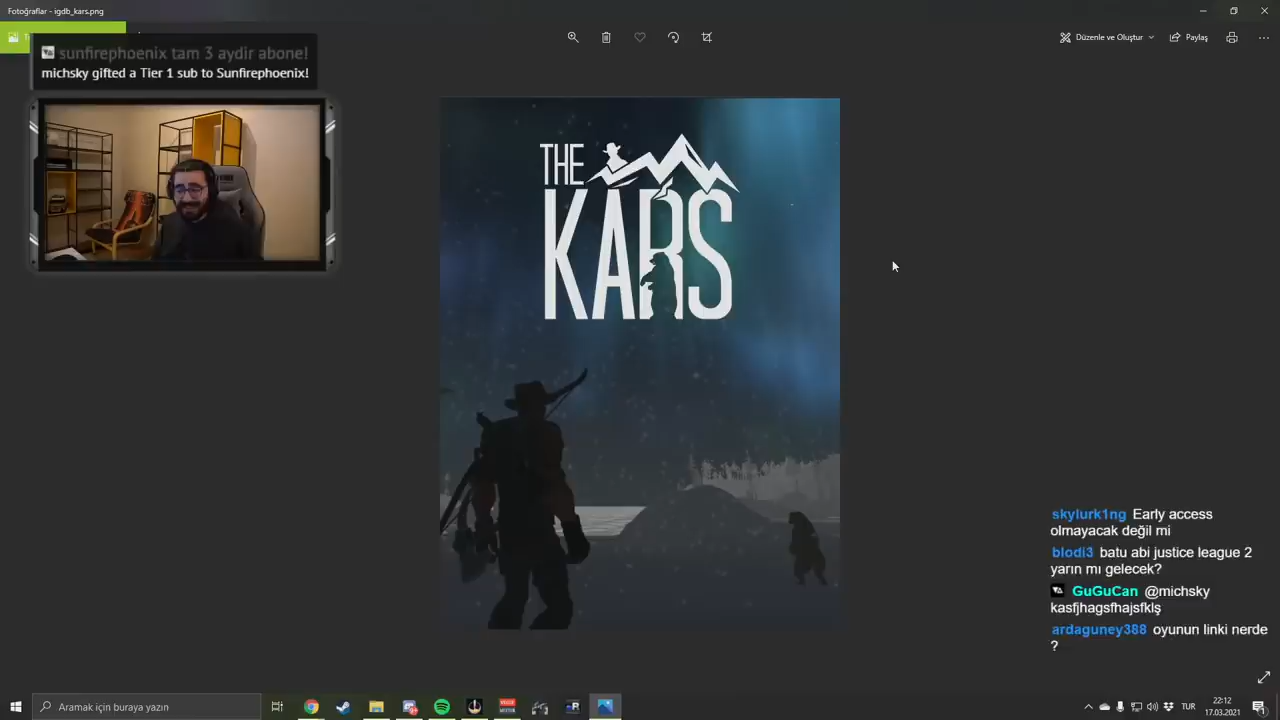 Fotoğraflar - igdb_kars.png
Düzenle ve Oluştur
Paylaş
sunfirephoenix tam 3 aydir abone!
michsky gifted a Tier 1 sub to Sunfirephoenix!
THE
KARS
skylurk1ng Early access
olmayacak değil mi
blodi3 batu abi justice league 2
yarın mı gelecek?
GuGuCan @michsky
kasfjhagsfhajsfklş
ardaguney388 oyunun linki nerde
?
Aramak için buraya yazın
TUR
22:12
17.03.2021